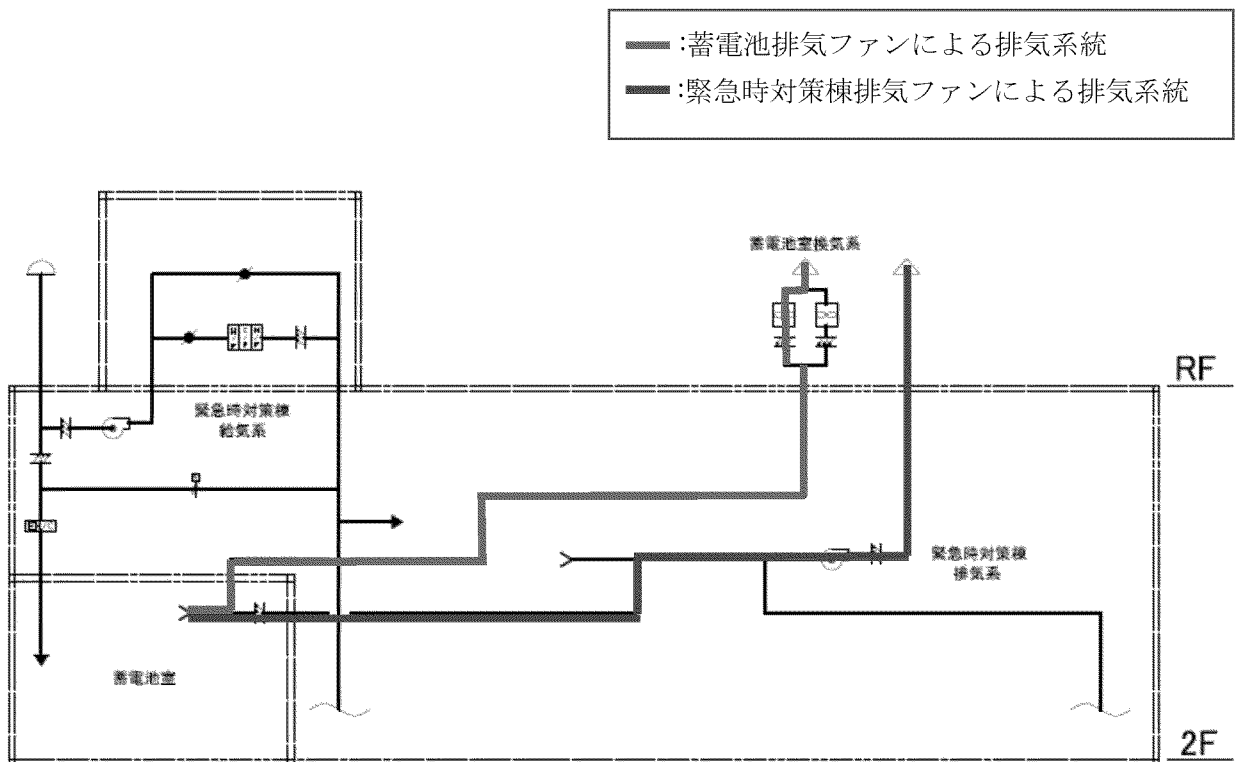 :蓄電池排気ファンによる排気系統
:緊急時対策棟排気ファンによる排気系統
蓄電池室換気系
RF
緊急時対策棟
給気系
緊急時対策棟
排気系
蓄電池室
2F